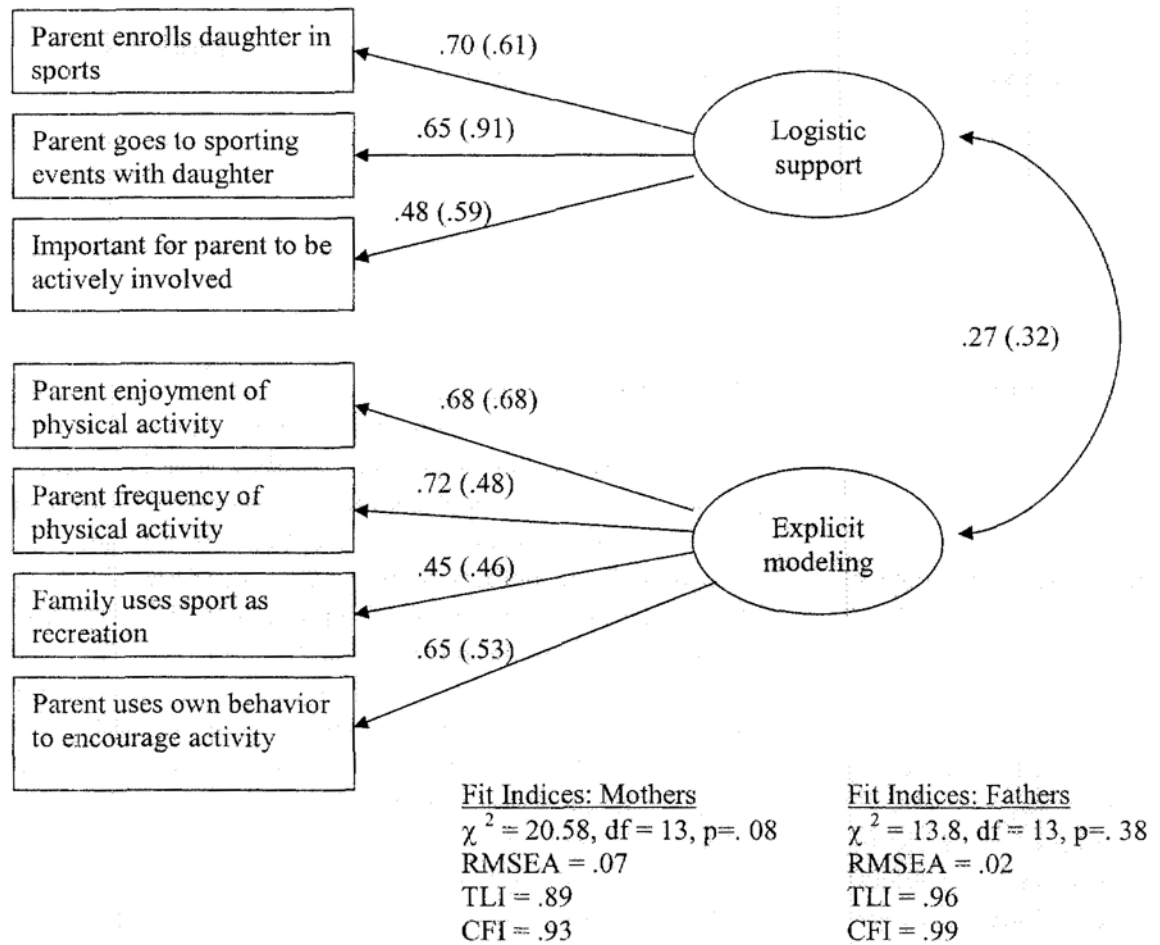 Parent enrolls daughter in
sports
.70 (.61)
Parent goes to sporting
events with daughter
.65 (.91)
Important for parent to be
actively involved
.48 (.59)
Logistic
support
.27 (.32)
Parent enjoyment of
physical activity
.68 (.68)
Parent frequency of
physical activity
.72 (.48)
Family uses sport as
recreation
.45 (.46)
Parent uses own behavior
to encourage activity
.65 (.53)
Explicit
modeling
Fit Indices: Mothers
χ ² = 20.58, df = 13, p=. 08
RMSEA = .07
TLI = .89
CFI = .93
Fit Indices: Fathers
χ ² = 13.8, df = 13, p=. 38
RMSEA = .02
TLI = .96
CFI = .99